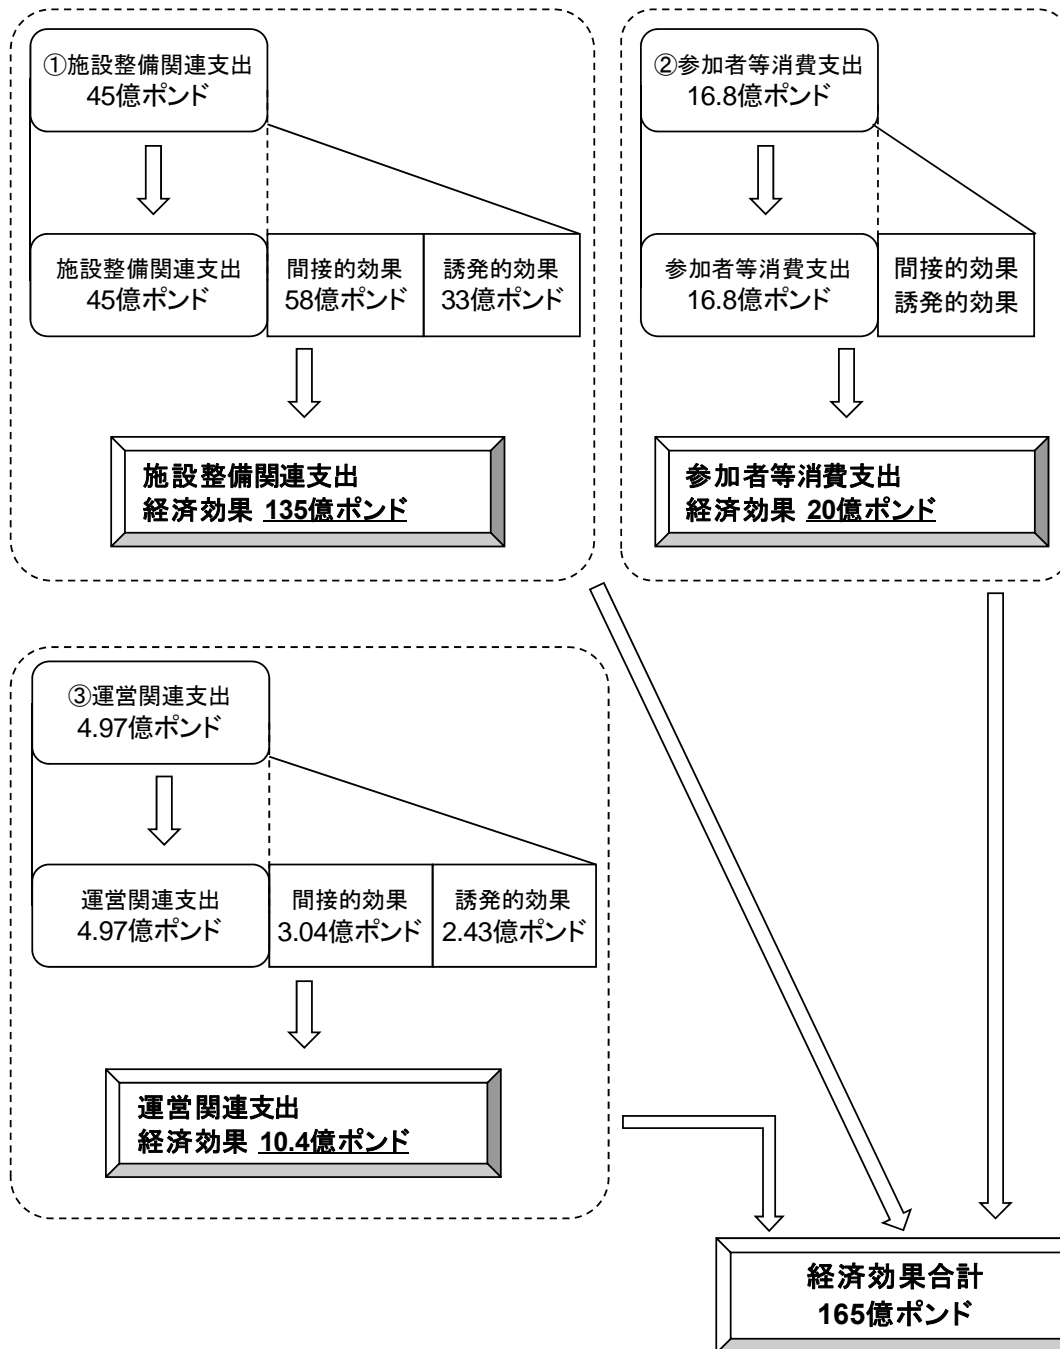 ①施設整備関連支出
45億ポンド
施設整備関連支出
45億ポンド
間接的効果
58億ポンド
誘発的効果
33億ポンド
施設整備関連支出
経済効果 135億ポンド
②参加者等消費支出
16.8億ポンド
参加者等消費支出
16.8億ポンド
間接的効果
誘発的効果
参加者等消費支出
経済効果 20億ポンド
③運営関連支出
4.97億ポンド
運営関連支出
4.97億ポンド
間接的効果
3.04億ポンド
誘発的効果
2.43億ポンド
運営関連支出
経済効果 10.4億ポンド
経済効果合計
165億ポンド